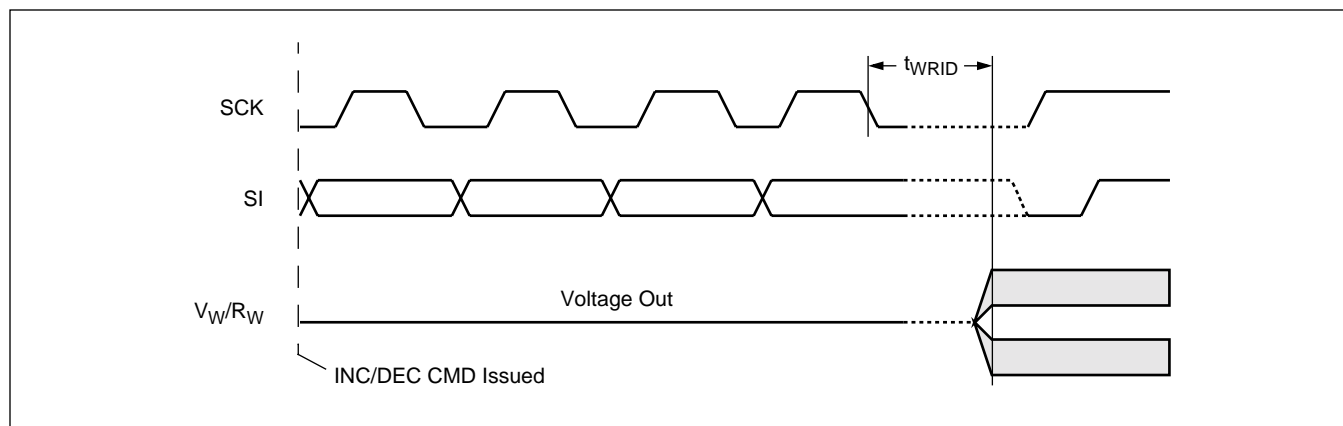 tWRID
SCK
SI
Voltage Out
VW/RW
INC/DEC CMD Issued